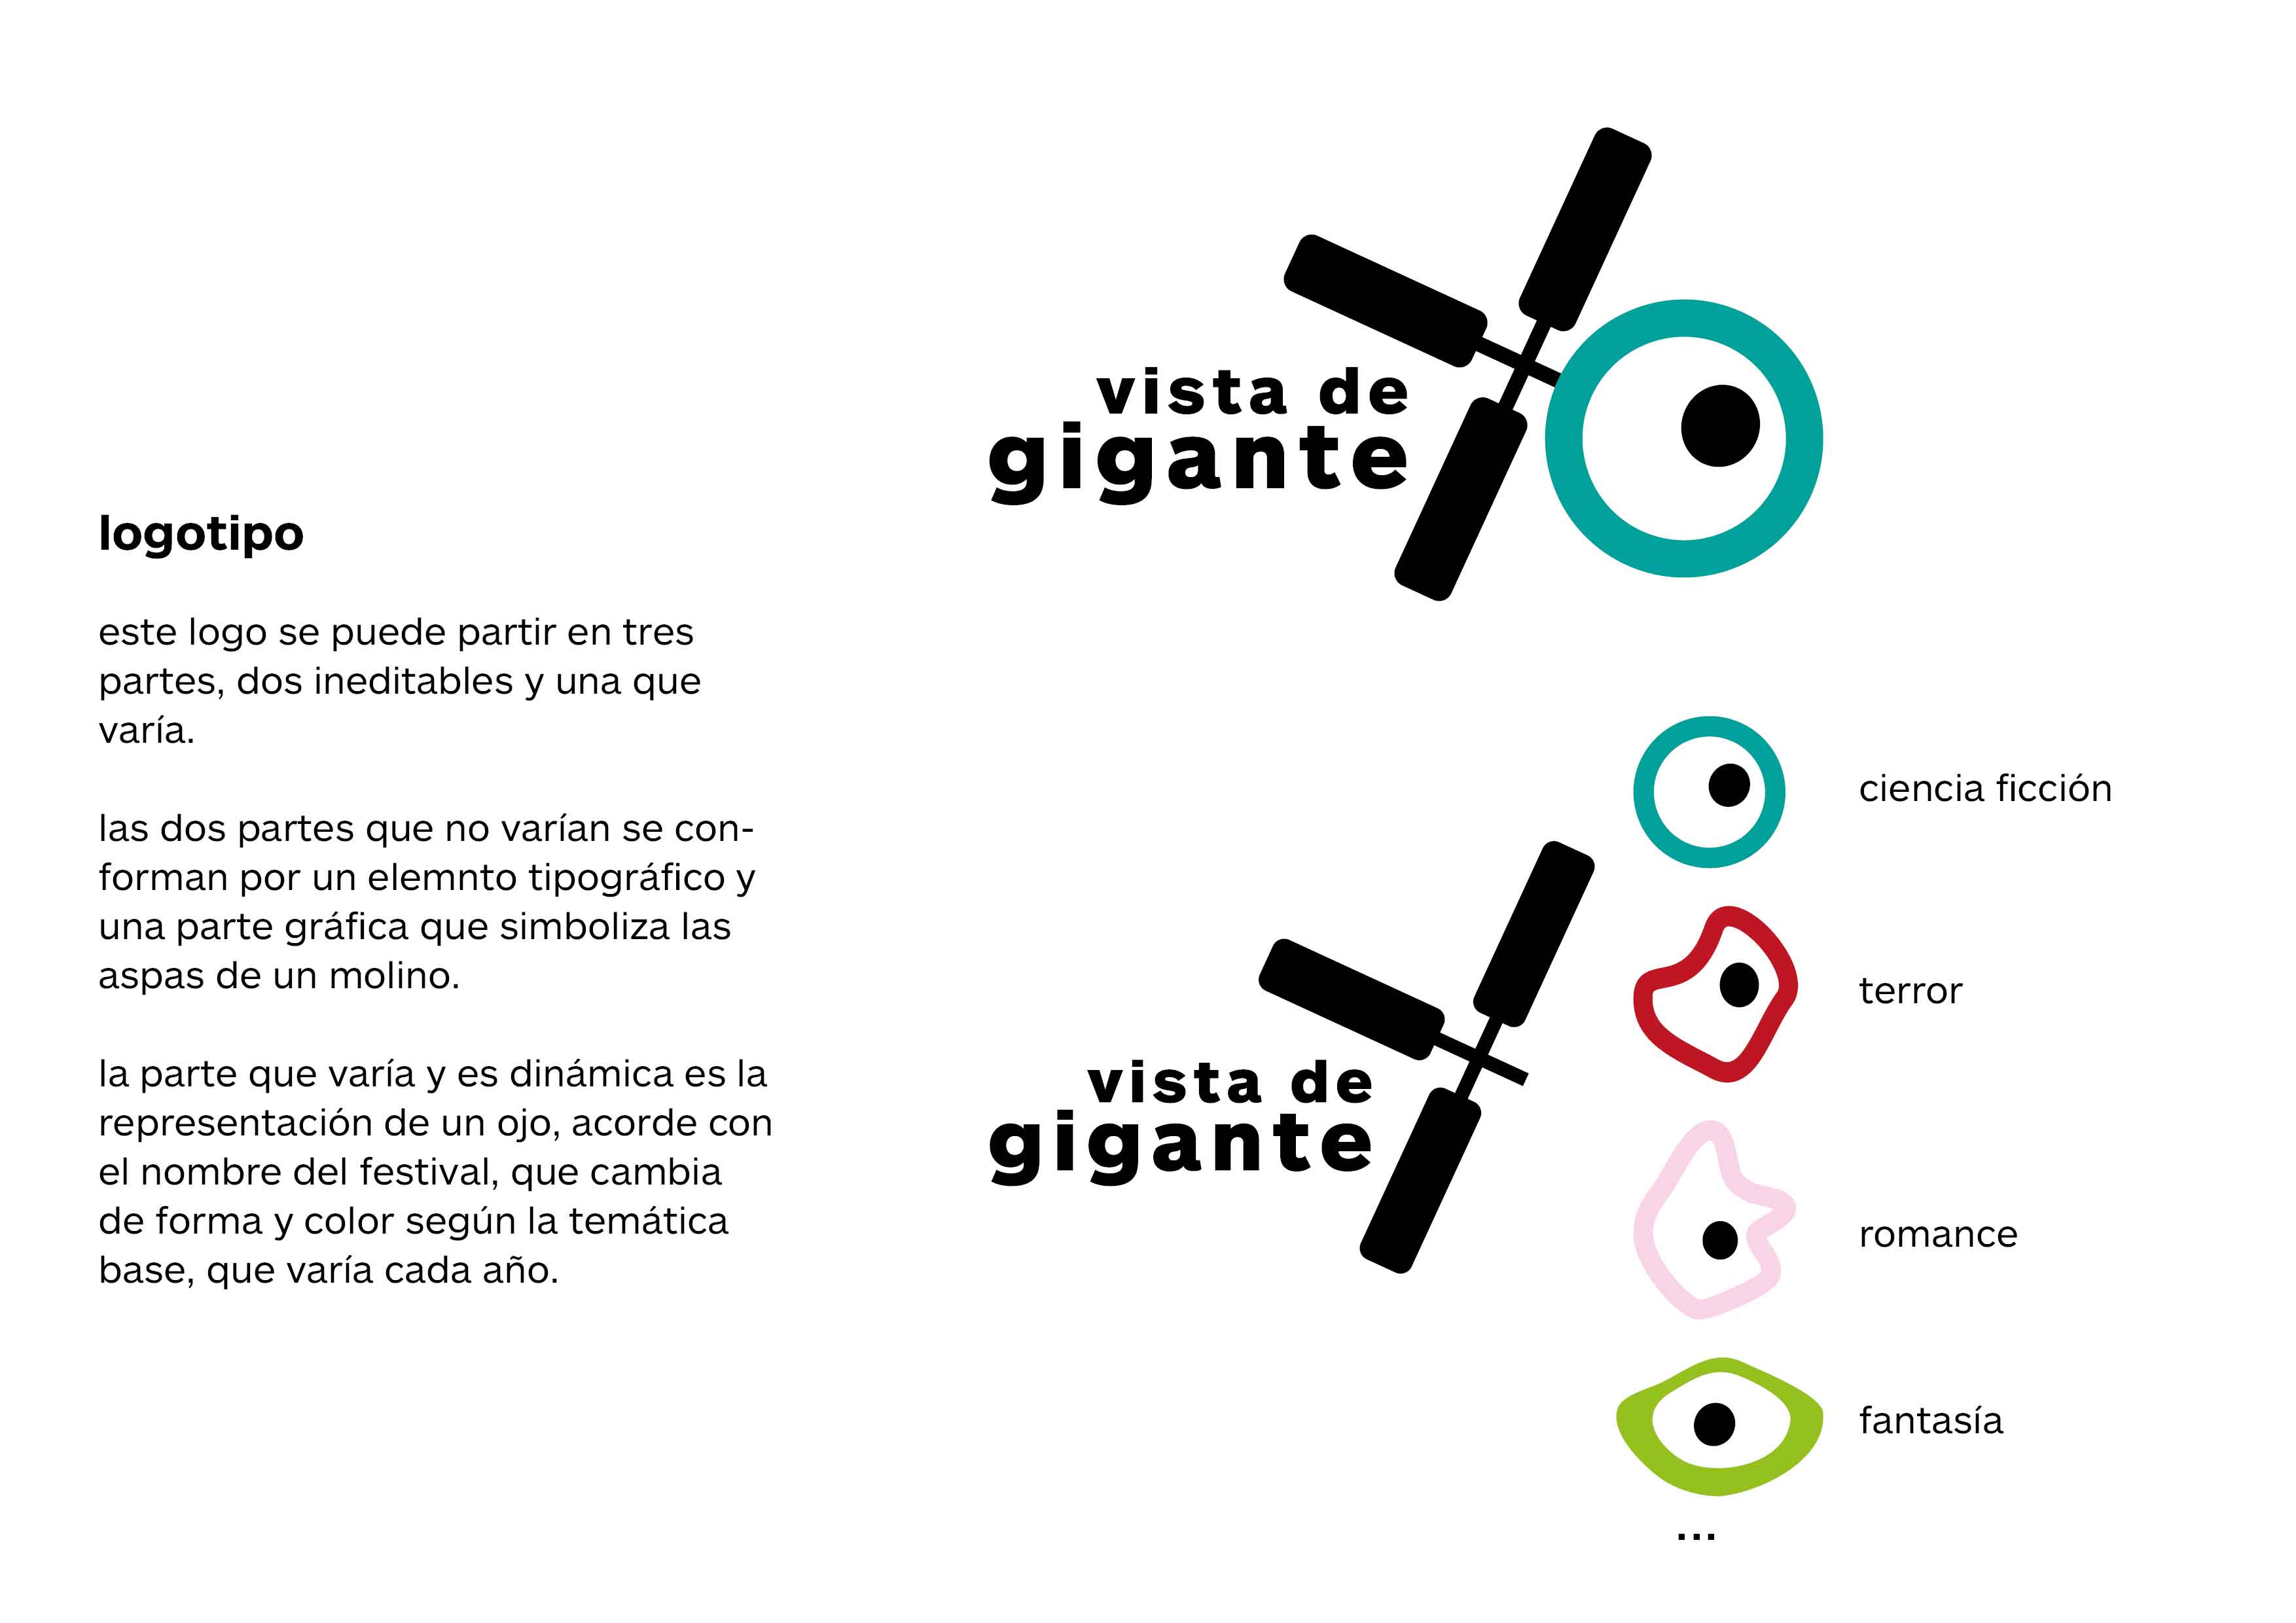 logotipo
este logo se puede partir en tres
partes, dos ineditables y una que
varía.
las dos partes que no varían se con-
forman por un elemnto tipográfico y
una parte gráfica que simboliza las
aspas de un molino.
la parte que varía y es dinámica es la
representación de un ojo, acorde con
el nombre del festival, que cambia
de forma y color según la temática
base, que varía cada año.
vista de
gigante
vista de
gigante
ciencia ficción
terror
romance
fantasía
...